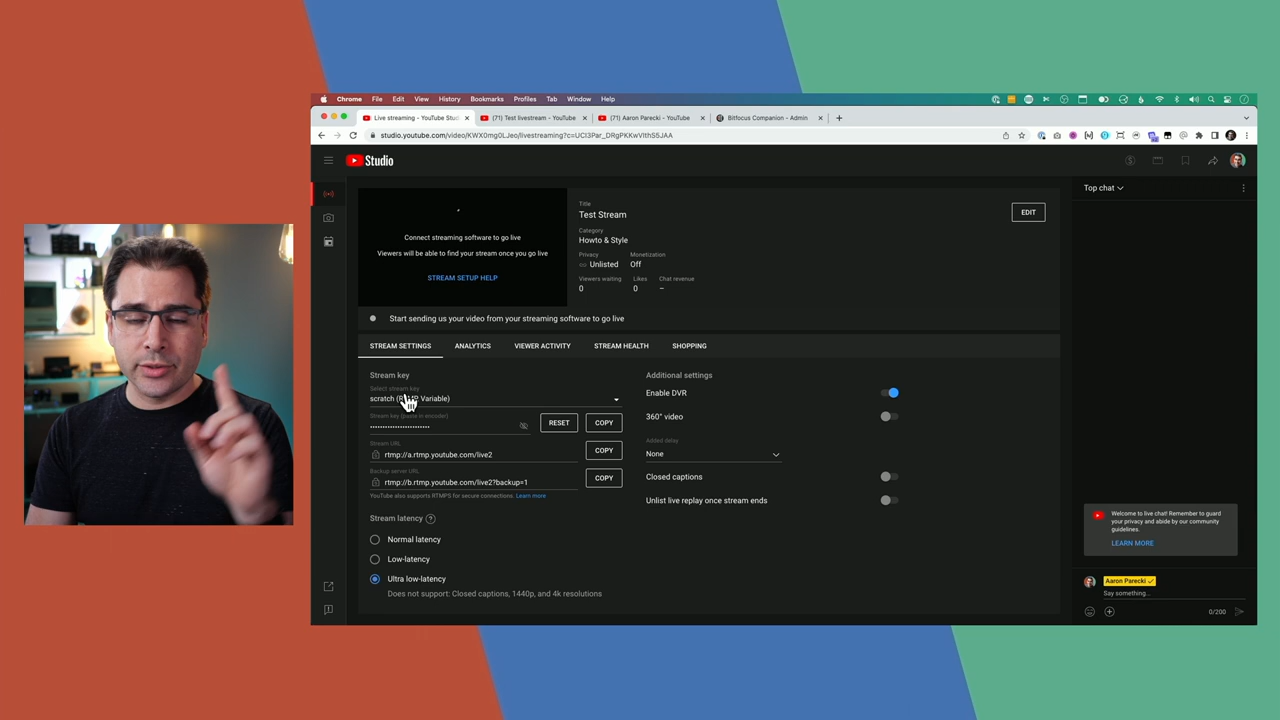 Chrome File Edit View History Bookmarks Profiles Tab Window Help
Live streaming - YouTube Stud
(71) Test livestream - YouTube
(71) Aaron Parecki - YouTube
Bitfocus Companion - Admin
studio.youtube.com/video/KWX0mg0LJeo/livestreaming?c=UCI3Par_DRgPKKwVlthS5JAA
Studio
Connect streaming software to go live
Viewers will be able to find your stream once you go live
STREAM SETUP HELP
Title
Test Stream
EDIT
Category
Howto & Style
Privacy Monetization
Unlisted Off
Viewers waiting Likes Chat revenue
0 0 –
Start sending us your video from your streaming software to go live
STREAM SETTINGS ANALYTICS VIEWER ACTIVITY STREAM HEALTH SHOPPING
Stream key
Select stream key
scratch (RTMP Variable)
Stream key (paste in encoder)
RESET COPY
Stream URL
rtmp://a.rtmp.youtube.com/live2
COPY
Backup server URL
rtmp://b.rtmp.youtube.com/live2?backup=1
COPY
YouTube also supports RTMPS for secure connections. Learn more
Stream latency
Normal latency
Low-latency
Ultra low-latency
Does not support: Closed captions, 1440p, and 4k resolutions
Additional settings
Enable DVR
360° video
Added delay
None
Closed captions
Unlist live replay once stream ends
Top chat
Welcome to live chat! Remember to guard
your privacy and abide by our community
guidelines.
LEARN MORE
Aaron Parecki
Say something...
0/200